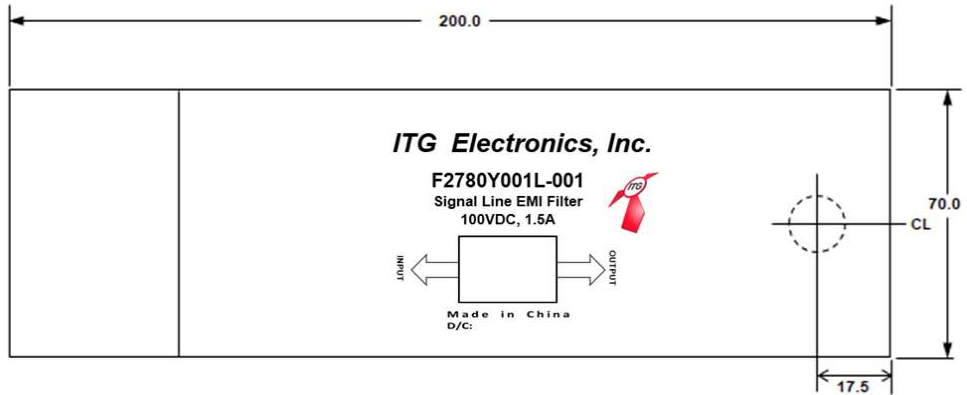 200.0
ITG Electronics, Inc.
F2780Y001L-001
Signal Line EMI Filter
100VDC, 1.5A
ITG
70.0
CL
INPUT
OUTPUT
Made in China
D/C:
17.5